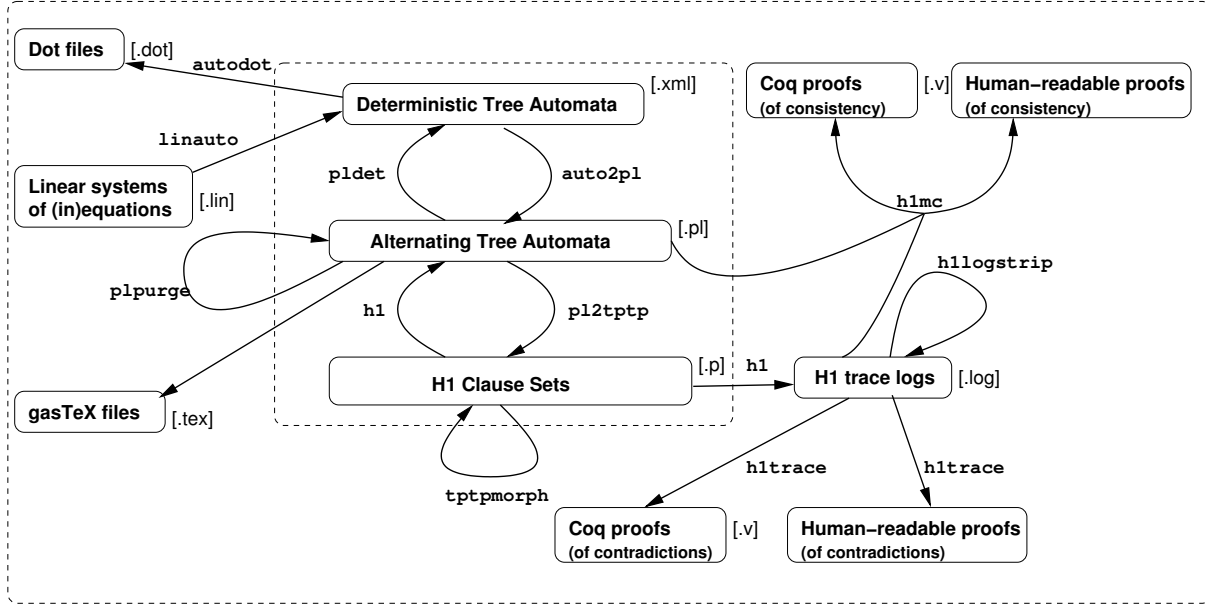 Dot files
[.dot]
autodot
Deterministic Tree Automata
[.xml]
Coq proofs
(of consistency)
[.v]
Human−readable proofs
(of consistency)
linauto
Linear systems
of (in)equations
[.lin]
pldet
auto2pl
h1mc
Alternating Tree Automata
[.pl]
plpurge
h1
pl2tptp
h1logstrip
H1 Clause Sets
[.p]
h1
H1 trace logs
[.log]
gasTeX files
[.tex]
tptpmorph
h1trace
h1trace
Coq proofs
(of contradictions)
[.v]
Human−readable proofs
(of contradictions)